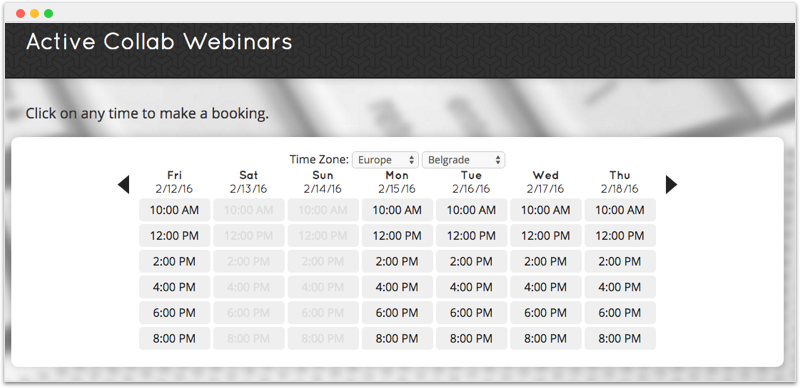 Active Collab Webinars
Click on any time to make a booking.
Time Zone: Europe Belgrade
Fri Sat Sun Mon Tue Wed Thu
2/12/16 2/13/16 2/14/16 2/15/16 2/16/16 2/17/16 2/18/16
10:00 AM 10:00 AM 10:00 AM 10:00 AM 10:00 AM 10:00 AM 10:00 AM
12:00 PM 12:00 PM 12:00 PM 12:00 PM 12:00 PM 12:00 PM 12:00 PM
2:00 PM 2:00 PM 2:00 PM 2:00 PM 2:00 PM 2:00 PM 2:00 PM
4:00 PM 4:00 PM 4:00 PM 4:00 PM 4:00 PM 4:00 PM 4:00 PM
6:00 PM 6:00 PM 6:00 PM 6:00 PM 6:00 PM 6:00 PM 6:00 PM
8:00 PM 8:00 PM 8:00 PM 8:00 PM 8:00 PM 8:00 PM 8:00 PM